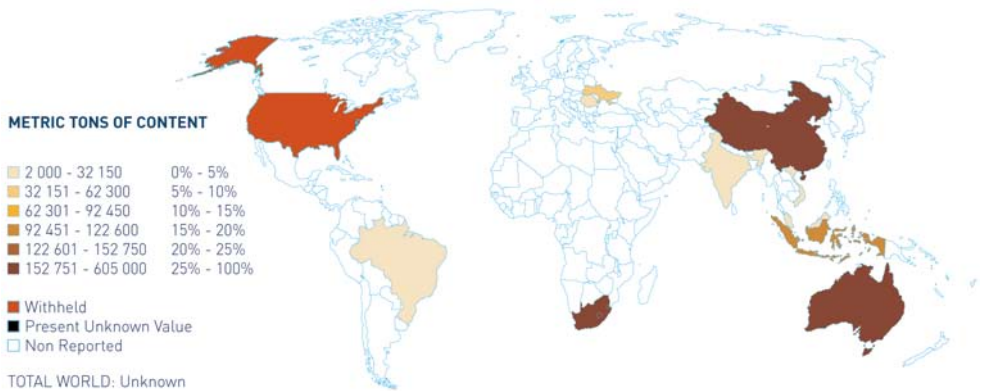 METRIC TONS OF CONTENT
2 000 - 32 150 0% - 5%
32 151 - 62 300 5% - 10%
62 301 - 92 450 10% - 15%
92 451 - 122 600 15% - 20%
122 601 - 152 750 20% - 25%
152 751 - 605 000 25% - 100%
Withheld
Present Unknown Value
Non Reported
TOTAL WORLD: Unknown